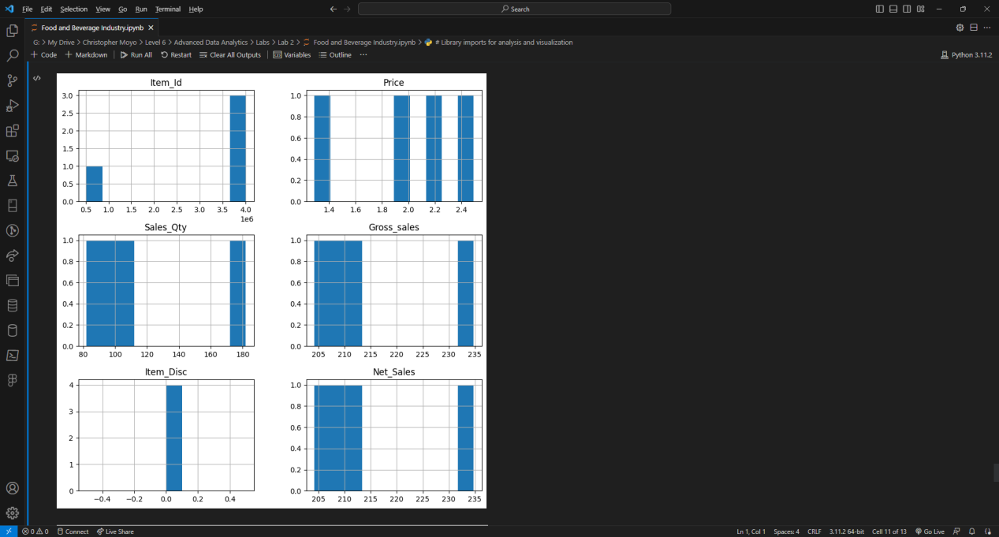 File Edit Selection View Go Run Terminal Help
Search
Food and Beverage Industry.ipynb
G: > My Drive > Christopher Moyo > Level 6 > Advanced Data Analytics > Labs > Lab 2 > Food and Beverage Industry.ipynb > # Library imports for analysis and visualization
+ Code + Markdown Run All Restart Clear All Outputs Variables Outline ...
Python 3.11.2
Item_Id
3.0
2.5
2.0
1.5
1.0
0.5
0.0
0.5 1.0 1.5 2.0 2.5 3.0 3.5 4.0
1e6
Price
1.0
0.8
0.6
0.4
0.2
0.0
1.4 1.6 1.8 2.0 2.2 2.4
Sales_Qty
1.0
0.8
0.6
0.4
0.2
0.0
80 100 120 140 160 180
Gross_sales
1.0
0.8
0.6
0.4
0.2
0.0
205 210 215 220 225 230 235
Item_Disc
4
3
2
1
0
−0.4 −0.2 0.0 0.2 0.4
Net_Sales
1.0
0.8
0.6
0.4
0.2
0.0
205 210 215 220 225 230 235
0 0 Connect Live Share
Ln 1, Col 1 Spaces: 4 CRLF 3.11.2 64-bit Cell 11 of 13 Go Live